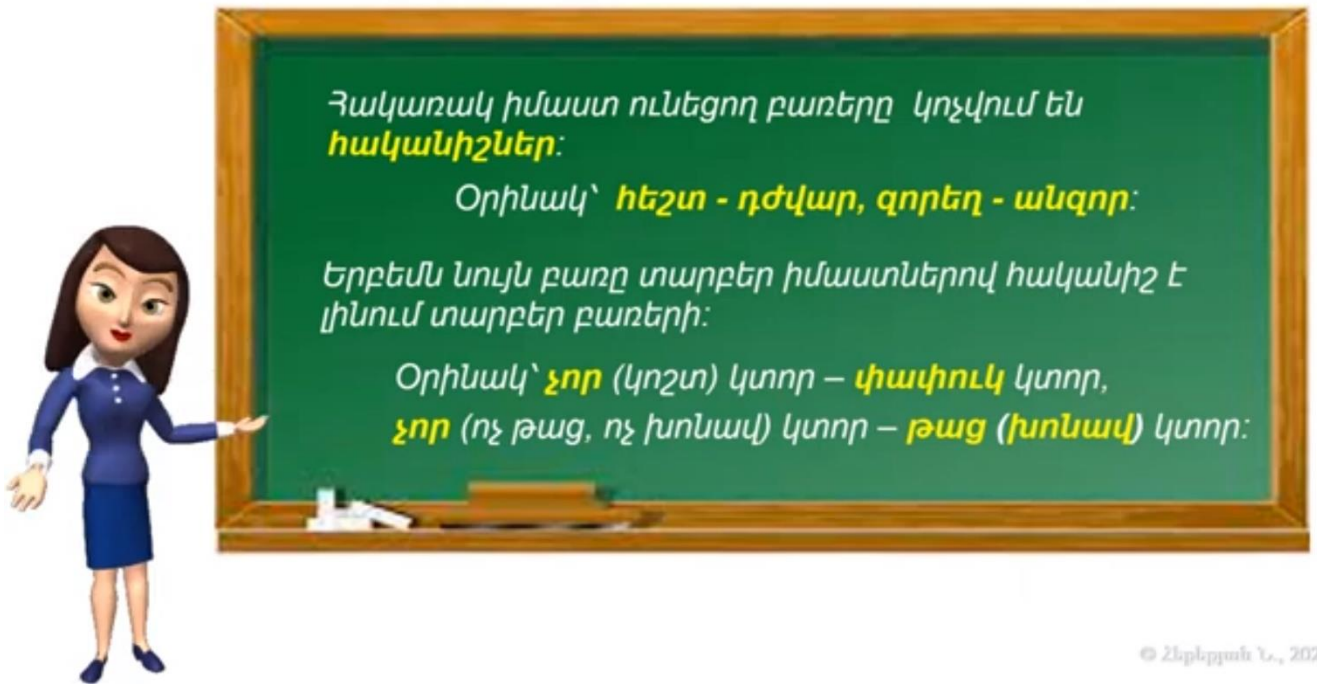 Հակառակ իմաստ ունեցող բառերը կոչվում են
հականիշներ:
Օրինակ՝ հեշտ - դժվար, զորեղ - անզոր:
Երբեմն նույն բառը տարբեր իմաստներով հականիշ է
լինում տարբեր բառերի:
Օրինակ՝ չոր (կոշտ) կտոր – փափուկ կտոր,
չոր (ոչ թաց, ոչ խոնավ) կտոր – թաց (խոնավ) կտոր:
© Ն., 202